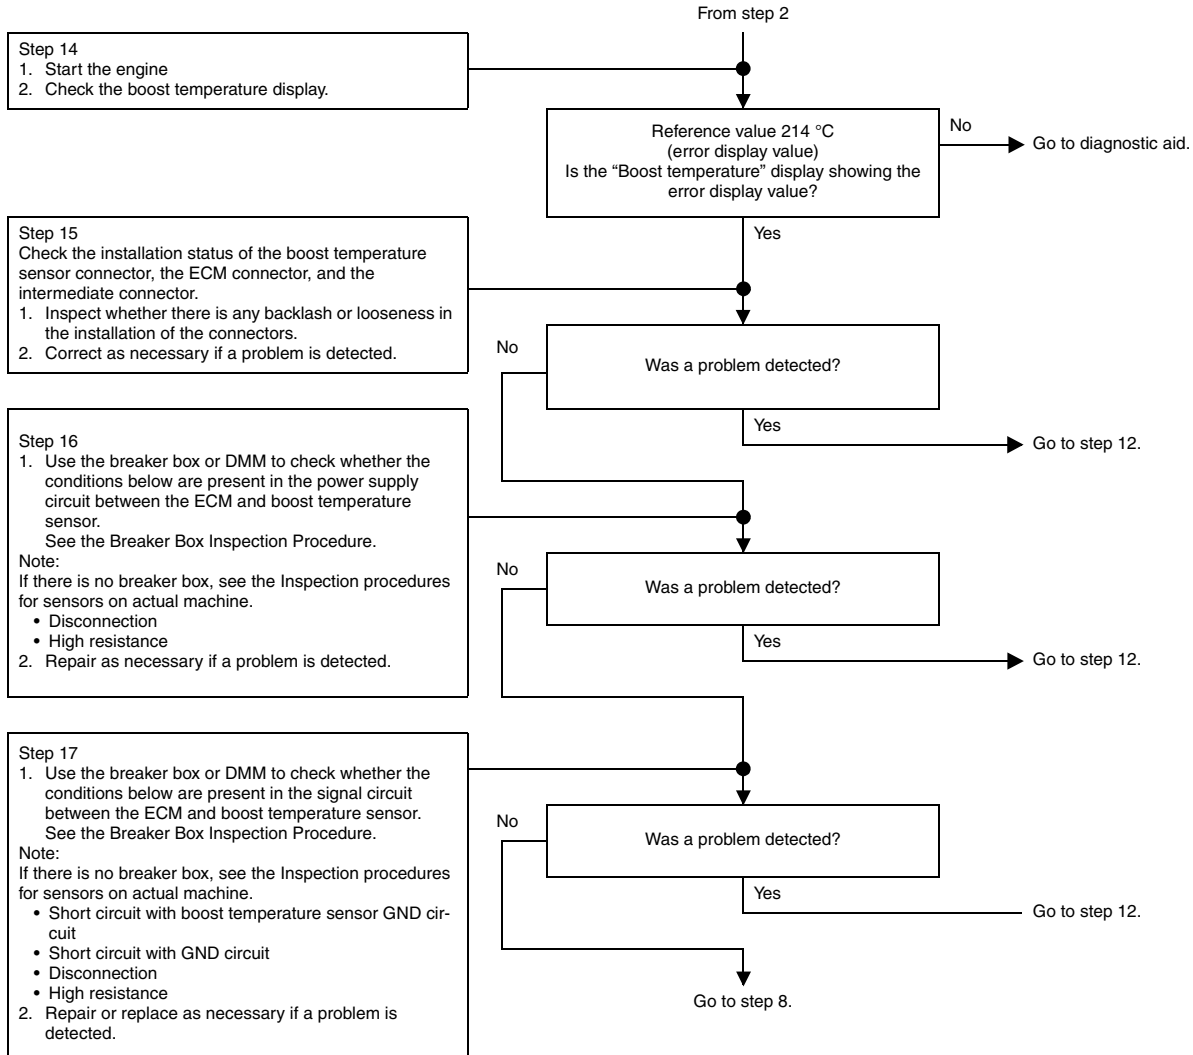 From step 2
Step 14
1. Start the engine
2. Check the boost temperature display.
Reference value 214 °C
(error display value)
Is the “Boost temperature” display showing the
error display value?
No
Go to diagnostic aid.
Yes
Step 15
Check the installation status of the boost temperature
sensor connector, the ECM connector, and the
intermediate connector.
1. Inspect whether there is any backlash or looseness in
the installation of the connectors.
2. Correct as necessary if a problem is detected.
Was a problem detected?
No
Yes
Go to step 12.
Step 16
1. Use the breaker box or DMM to check whether the
conditions below are present in the power supply
circuit between the ECM and boost temperature
sensor.
See the Breaker Box Inspection Procedure.
Note:
If there is no breaker box, see the Inspection procedures
for sensors on actual machine.
• Disconnection
• High resistance
2. Repair as necessary if a problem is detected.
Was a problem detected?
No
Yes
Go to step 12.
Step 17
1. Use the breaker box or DMM to check whether the
conditions below are present in the signal circuit
between the ECM and boost temperature sensor.
See the Breaker Box Inspection Procedure.
Note:
If there is no breaker box, see the Inspection procedures
for sensors on actual machine.
• Short circuit with boost temperature sensor GND cir-
cuit
• Short circuit with GND circuit
• Disconnection
• High resistance
2. Repair or replace as necessary if a problem is
detected.
Was a problem detected?
No
Yes
Go to step 12.
Go to step 8.